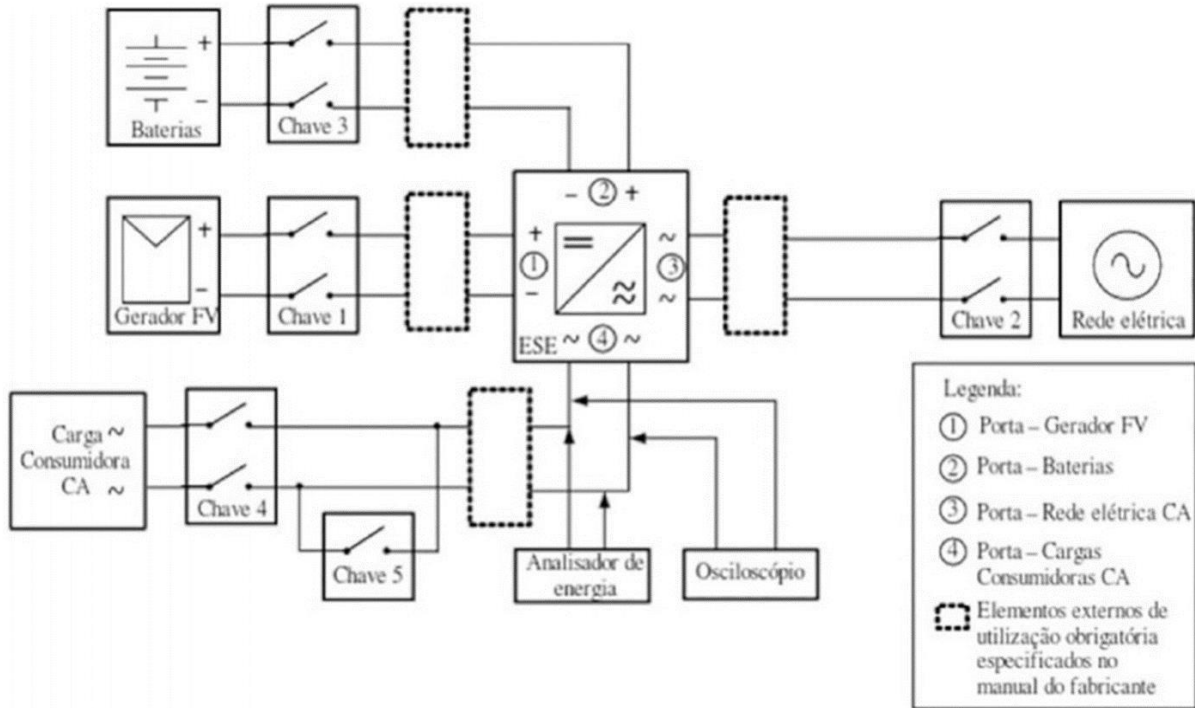 +
−
Baterias
Chave 3
− ② +
+
−
Gerador FV
Chave 1
+
①
−
~
③
~
ESE ~ ④ ~
Chave 2
Rede elétrica
Carga ~
Consumidora
CA ~
Chave 4
Chave 5
Analisador de
energia
Osciloscópio
Legenda:
① Porta – Gerador FV
② Porta – Baterias
③ Porta – Rede elétrica CA
④ Porta – Cargas
Consumidoras CA
Elementos externos de
utilização obrigatória
especificados no
manual do fabricante